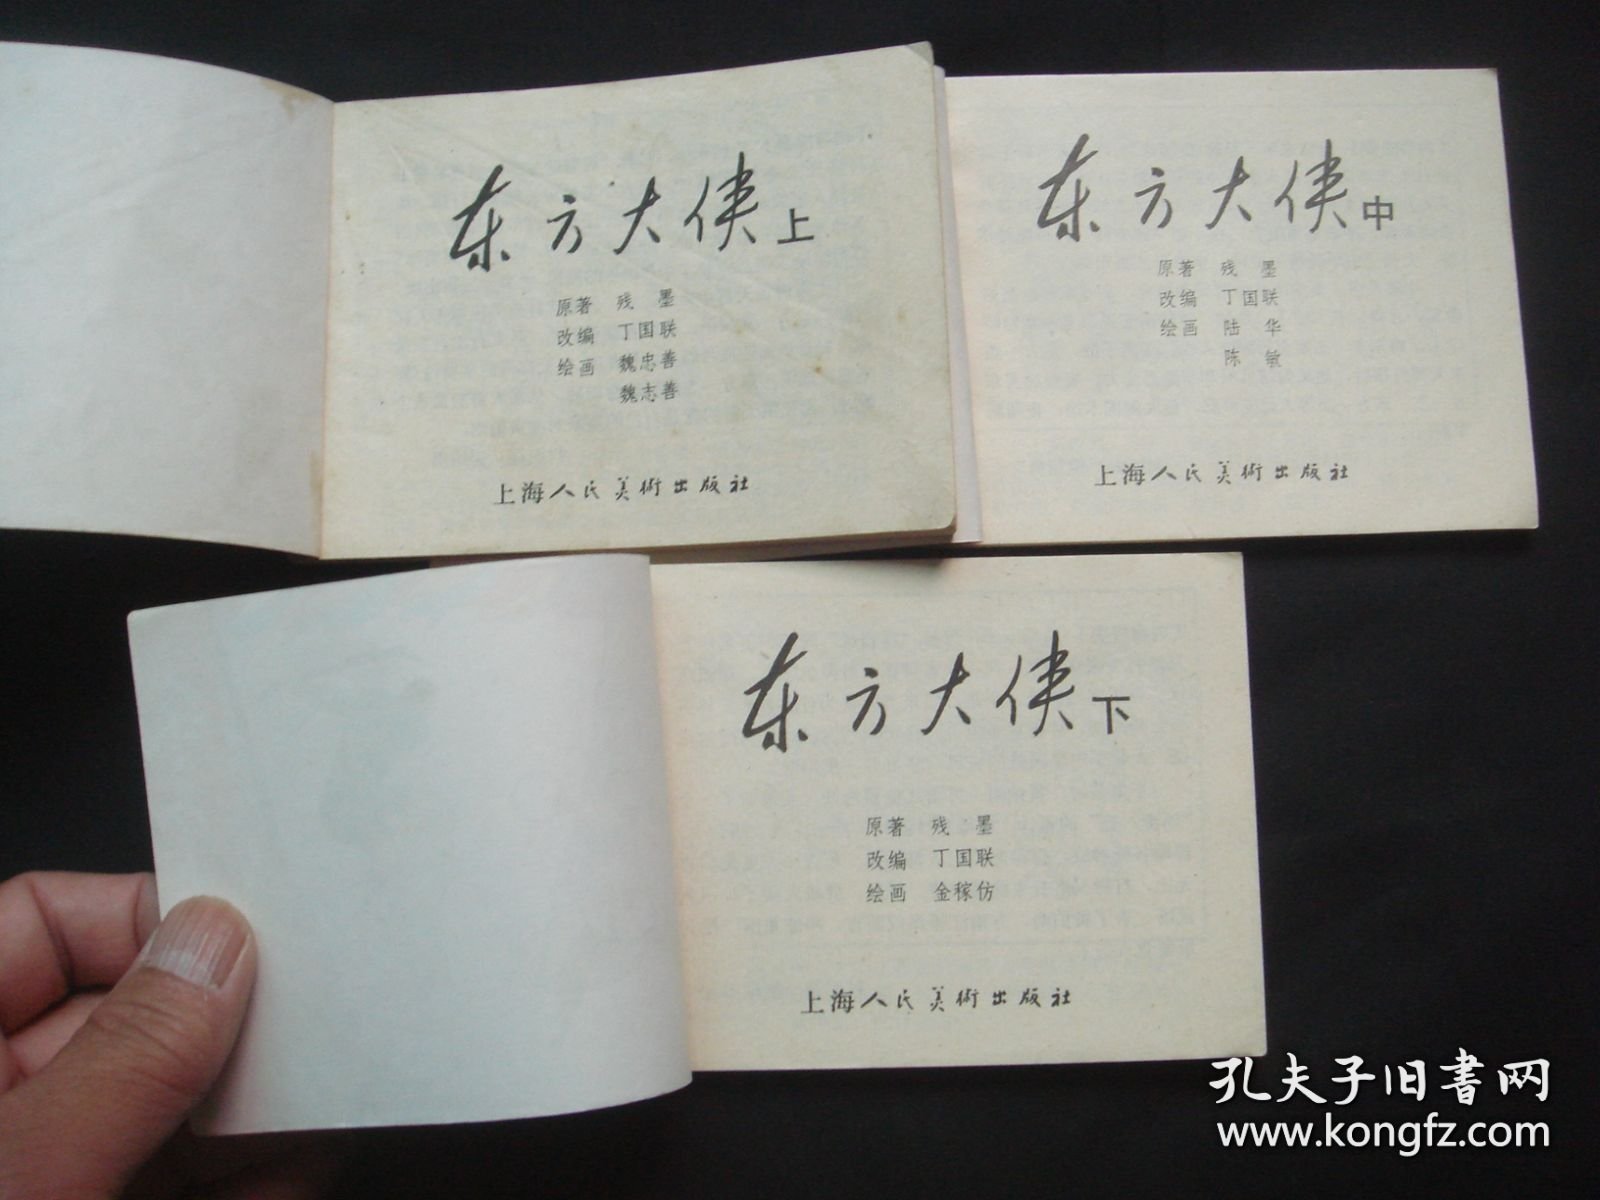 东方大侠上
原著 残墨
改编 丁国联
绘画 魏忠善
魏志善
上海人民美術出版社
东方大侠中
原著 残墨
改编 丁国联
绘画 陆华
陈敏
上海人民美術出版社
东方大侠下
原著 残墨
改编 丁国联
绘画 金稼仿
上海人民美術出版社
孔夫子旧書网
www.kongfz.com